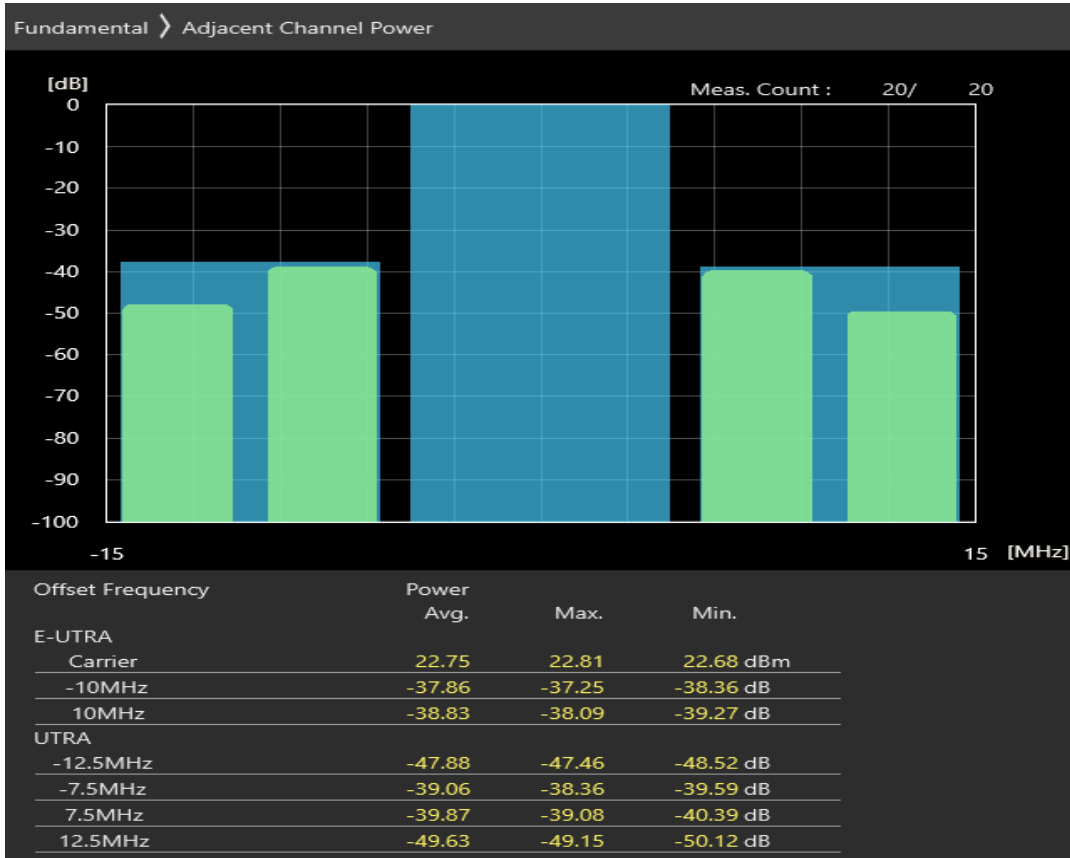 Fundamental 〉 Adjacent Channel Power
[dB]
Meas. Count : 20/ 20
0
-10
-20
-30
-40
-50
-60
-70
-80
-90
-100
-15 15 [MHz]
Offset Frequency Power
Avg. Max. Min.
E-UTRA
Carrier 22.75 22.81 22.68 dBm
-10MHz -37.86 -37.25 -38.36 dB
10MHz -38.83 -38.09 -39.27 dB
UTRA
-12.5MHz -47.88 -47.46 -48.52 dB
-7.5MHz -39.06 -38.36 -39.59 dB
7.5MHz -39.87 -39.08 -40.39 dB
12.5MHz -49.63 -49.15 -50.12 dB